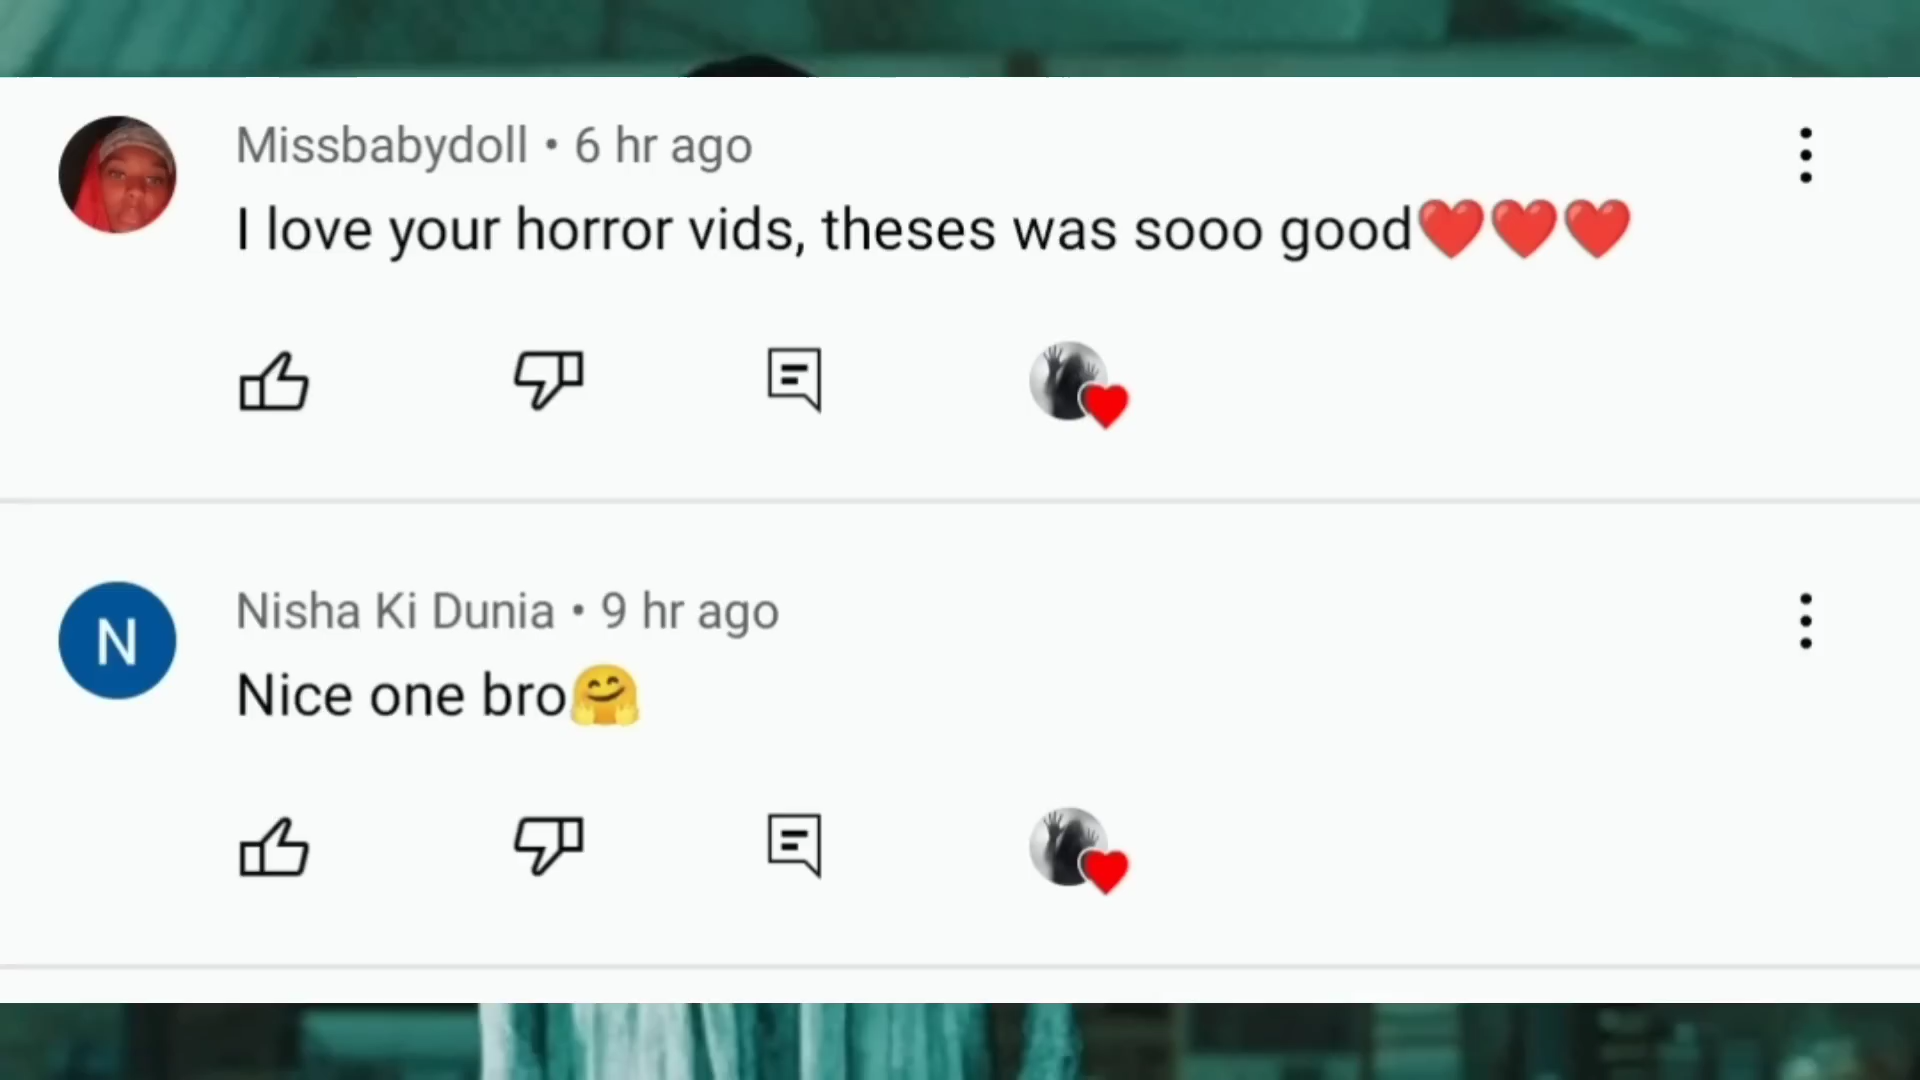 Missbabydoll • 6 hr ago
I love your horror vids, theses was sooo good❤️❤️❤️
N
Nisha Ki Dunia • 9 hr ago
Nice one bro🤗